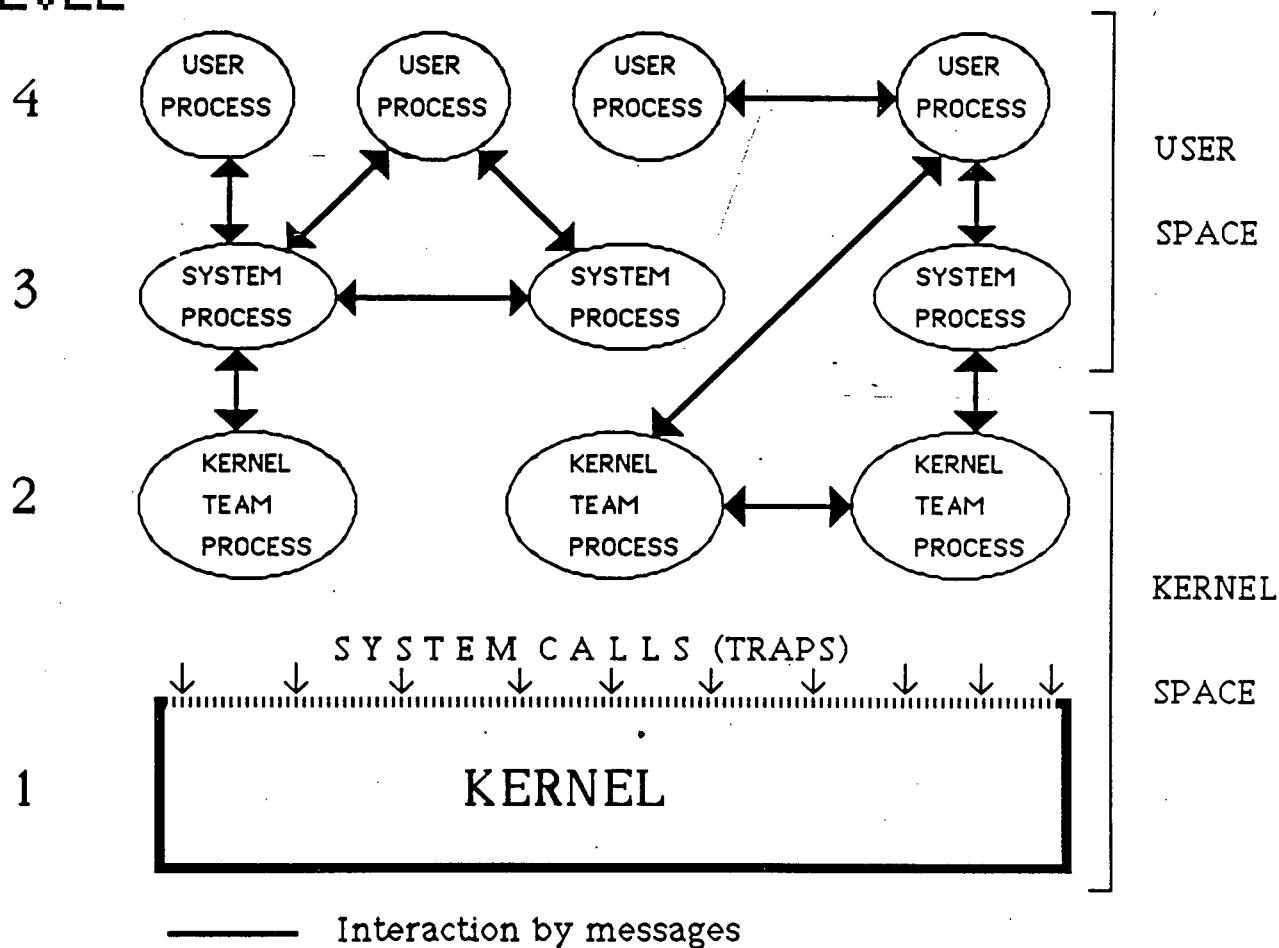 4
USER
PROCESS
USER
PROCESS
USER
PROCESS
USER
PROCESS
USER
SPACE
3
SYSTEM
PROCESS
SYSTEM
PROCESS
SYSTEM
PROCESS
2
KERNEL
TEAM
PROCESS
KERNEL
TEAM
PROCESS
KERNEL
TEAM
PROCESS
KERNEL
SPACE
SYSTEM CALLS (TRAPS)
1
KERNEL
Interaction by messages